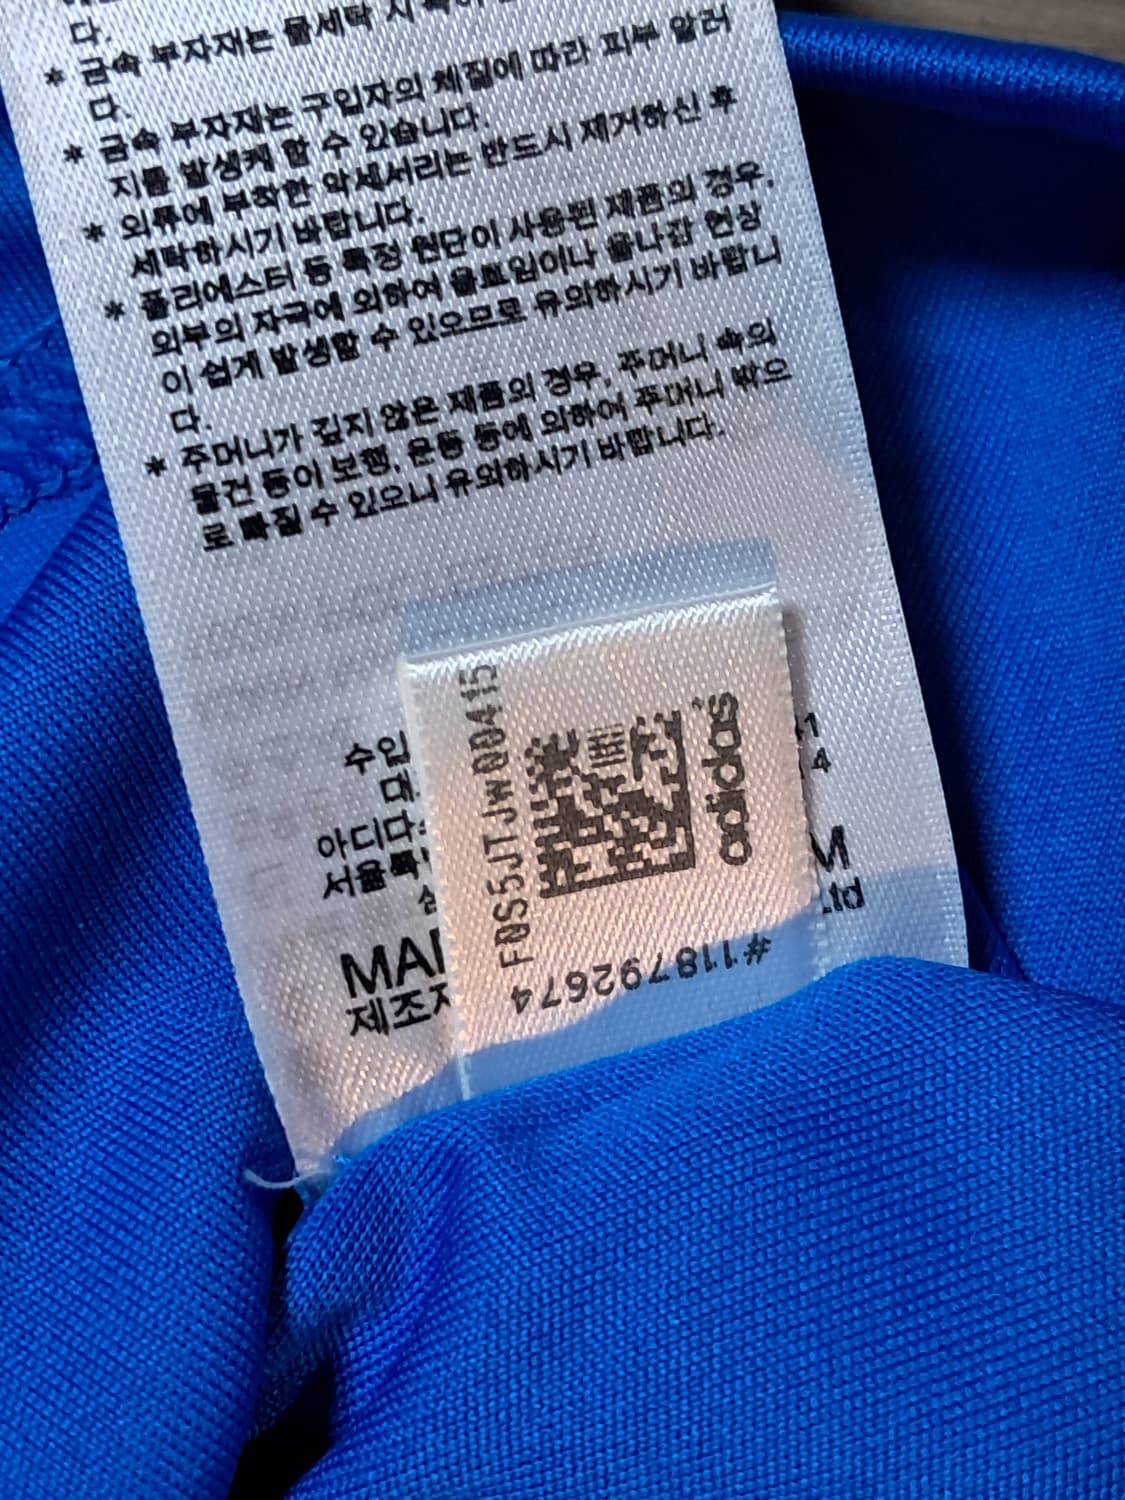 다.
* 금속 부자재는 물세탁 시
다.
* 금속 부자재는 구입자의 체질에 따라 피부 알러
지를 발생케 할 수 있습니다.
* 의류에 부착한 악세서리는 반드시 제거하신 후
세탁하시기 바랍니다.
* 폴리에스터 등 특정 원단이 사용된 제품의 경우,
외부의 자극에 의하여 올트임이나 올나감 현상
이 쉽게 발생할 수 있으므로 유의하시기 바랍니
다.
* 주머니가 깊지 않은 제품의 경우, 주머니 속의
물건 등이 보행, 운동 등에 의하여 주머니 밖으
로 빠질 수 있으니 유의하시기 바랍니다.
수입
대
아디다
서울특
MA
제조
M
Ltd
F0S5JTJw00415
adidas
#118792674